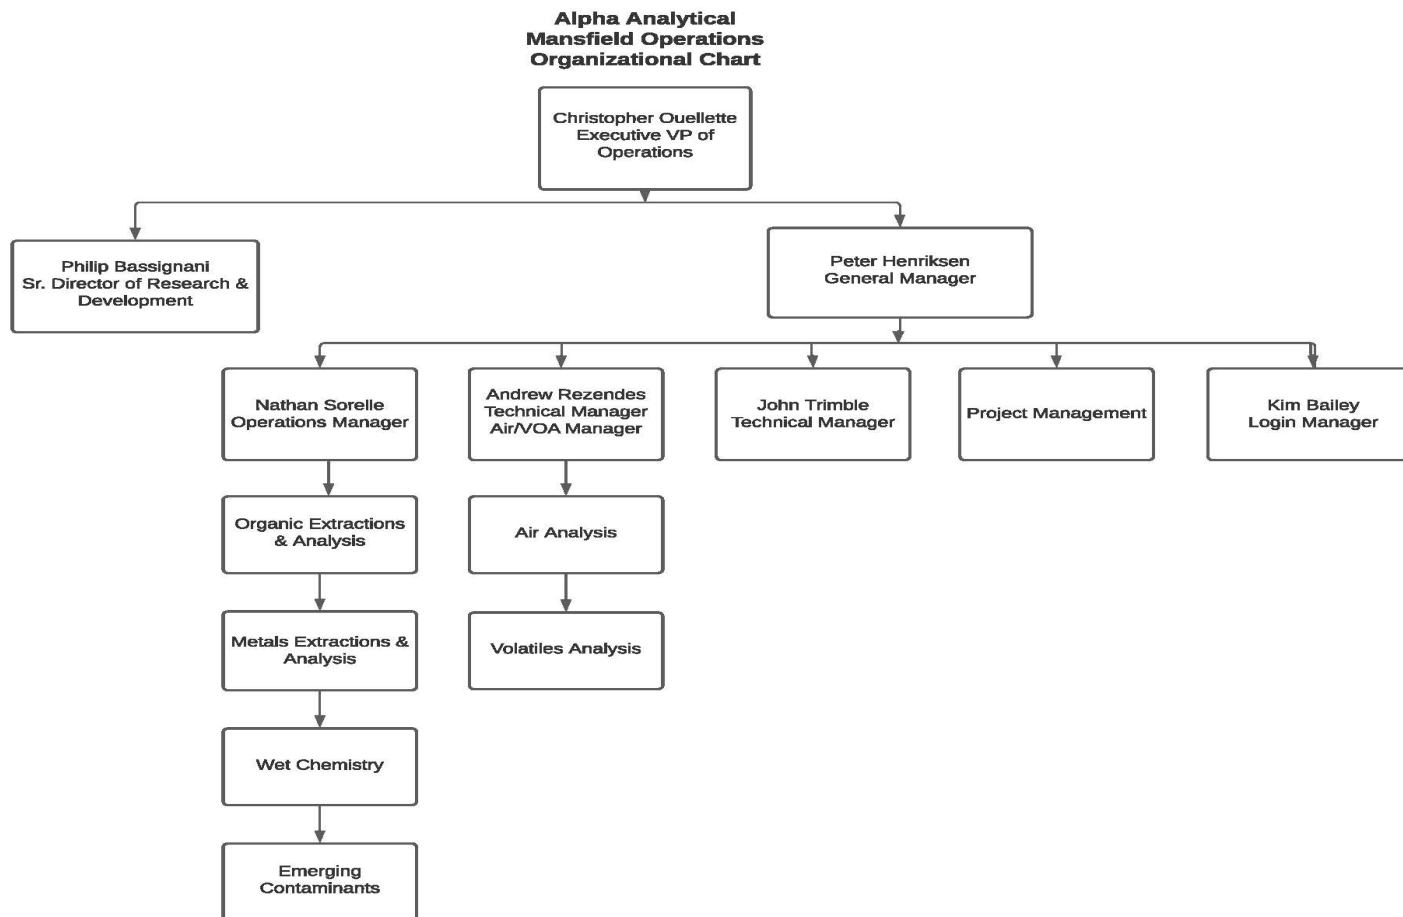 Alpha Analytical
Mansfield Operations
Organizational Chart
Christopher Ouellette
Executive VP of
Operations
Philip Bassignani
Sr. Director of Research &
Development
Peter Henriksen
General Manager
Nathan Sorelle
Operations Manager
Andrew Rezendes
Technical Manager
Air/VOA Manager
John Trimble
Technical Manager
Project Management
Kim Bailey
Login Manager
Organic Extractions
& Analysis
Air Analysis
Metals Extractions &
Analysis
Volatiles Analysis
Wet Chemistry
Emerging
Contaminants